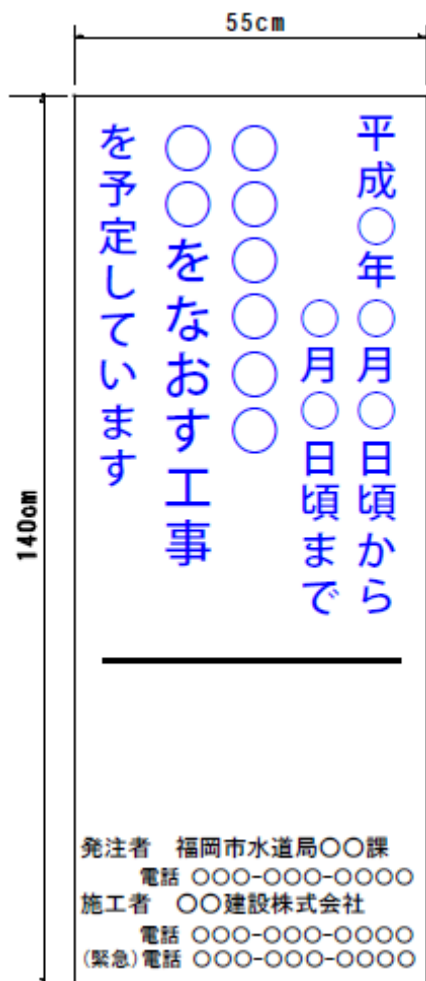 55cm
140cm
平成○年○月○日頃から
○月○日頃まで
○○○○○○
○○をなおす工事
を予定しています
発注者 福岡市水道局○○課
電話 ○○○-○○○-○○○○
施工者 ○○建設株式会社
電話 ○○○-○○○-○○○○
(緊急)電話 ○○○-○○○-○○○○